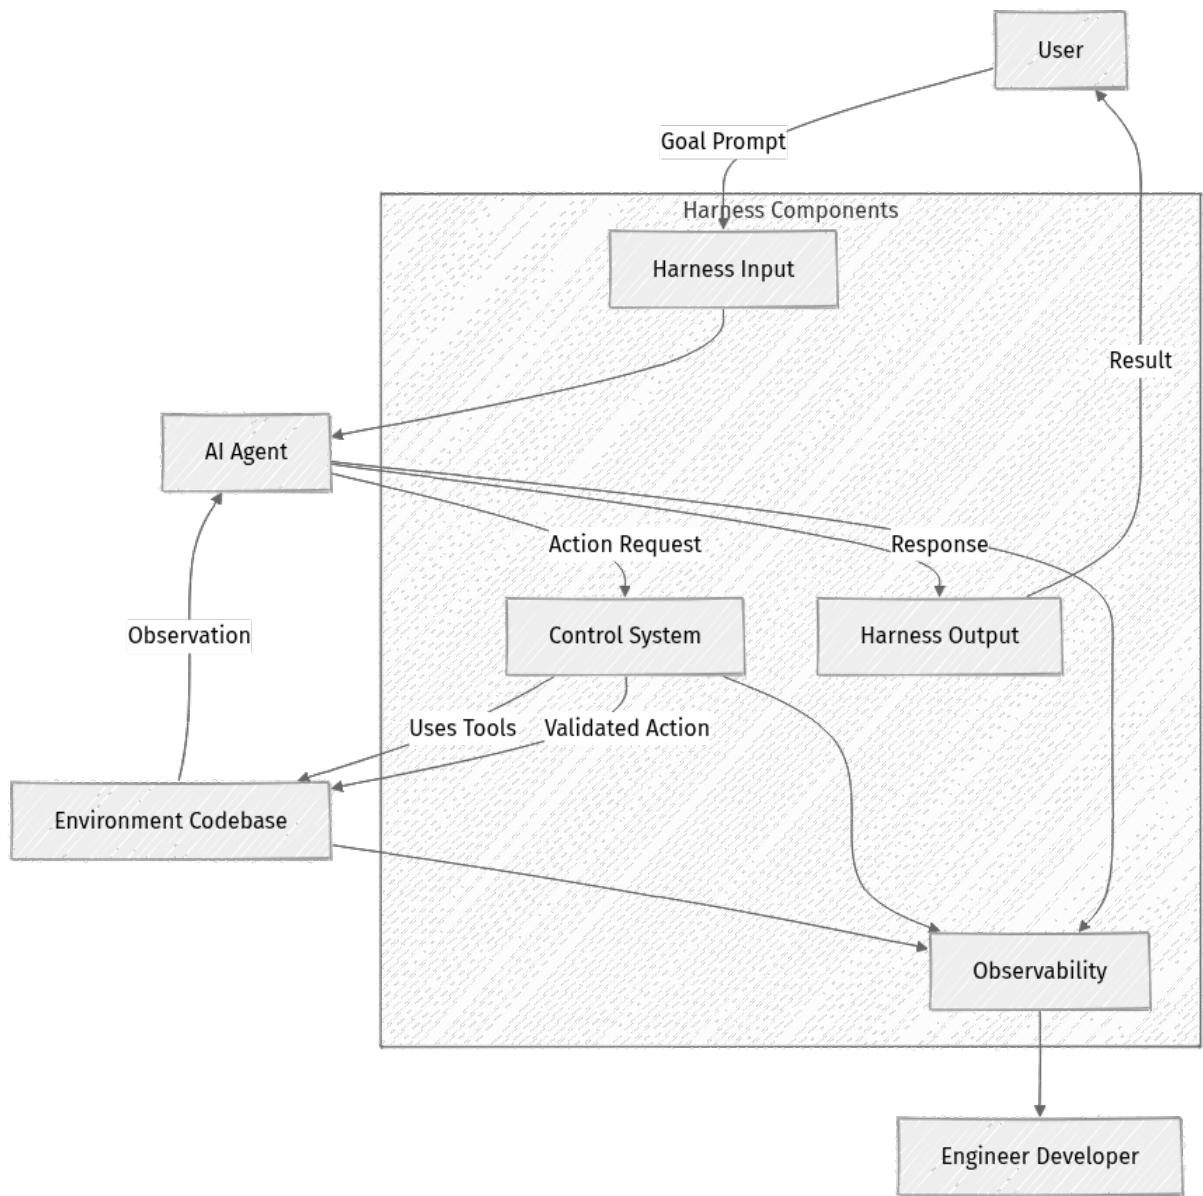 User
Goal Prompt
Harness Components
Harness Input
Result
AI Agent
Action Request
Response
Observation
Control System
Harness Output
Uses Tools
Validated Action
Environment Codebase
Observability
Engineer Developer